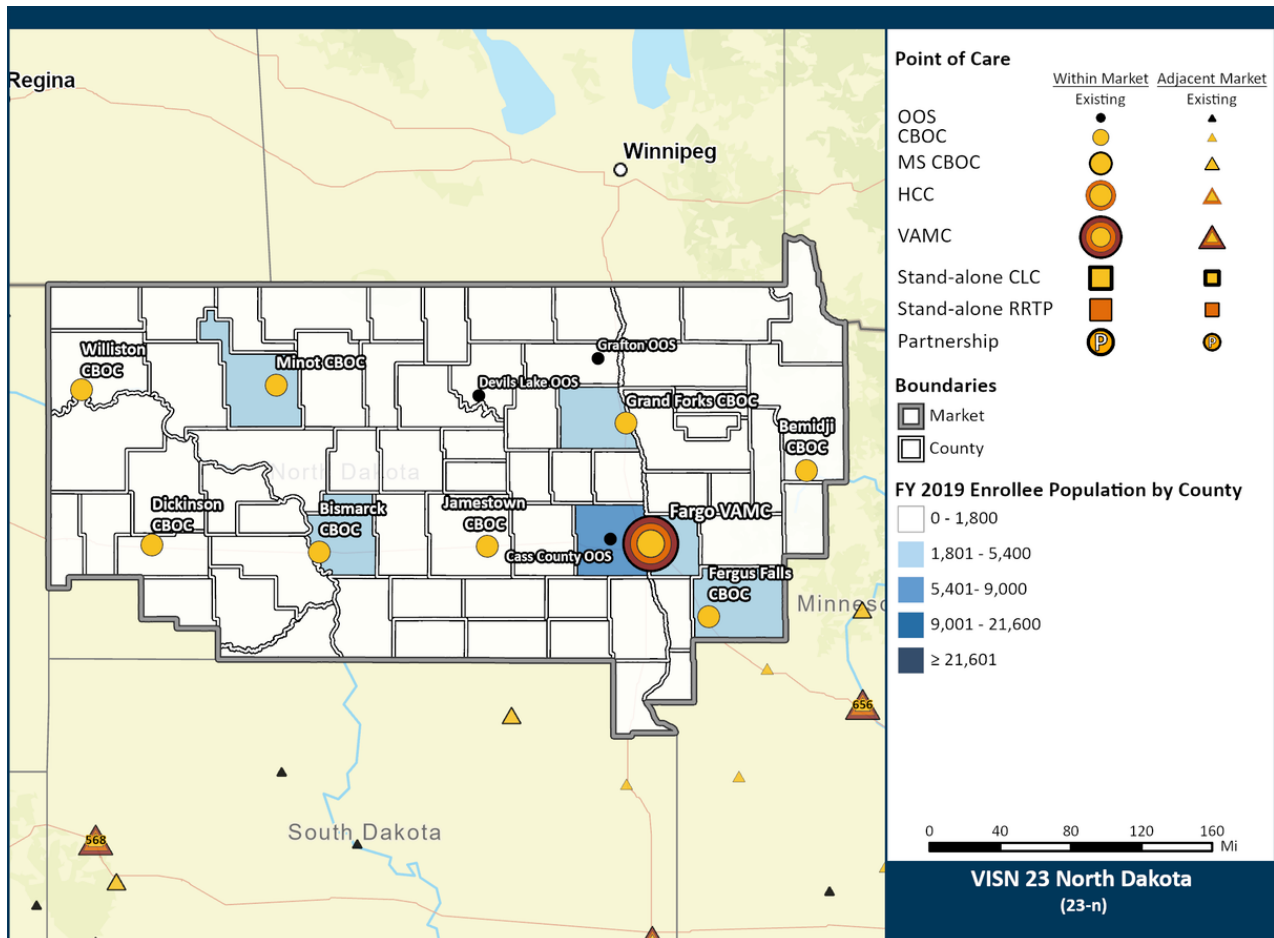 Regina
Winnipeg
Williston
CBOC
Minot CBOC
Grafton OOS
Devils Lake OOS
Grand Forks CBOC
Bemidji
CBOC
North Dakota
Dickinson
CBOC
Bismarck
CBOC
Jamestown
CBOC
Fargo VAMC
Cass County OOS
Fergus Falls
CBOC
Minneso
656
South Dakota
568
Point of Care
Within Market
Adjacent Market
Existing
Existing
OOS
CBOC
MS CBOC
HCC
VAMC
Stand-alone CLC
Stand-alone RRTP
Partnership
P
P
Boundaries
Market
County
FY 2019 Enrollee Population by County
0 - 1,800
1,801 - 5,400
5,401- 9,000
9,001 - 21,600
≥ 21,601
0 40 80 120 160
Mi
VISN 23 North Dakota
(23-n)